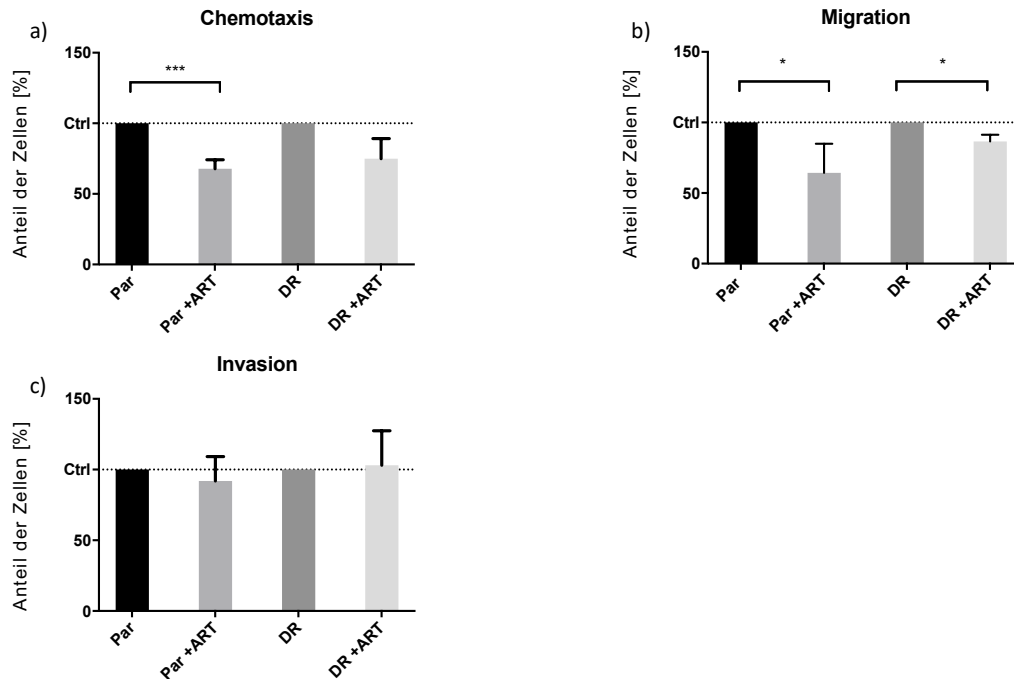 a)
Chemotaxis
Anteil der Zellen [%]
150
Ctrl
50
0
***
Par
Par +ART
DR
DR +ART
b)
Migration
Anteil der Zellen [%]
150
Ctrl
50
0
*
*
Par
Par +ART
DR
DR +ART
c)
Invasion
Anteil der Zellen [%]
150
Ctrl
50
0
Par
Par +ART
DR
DR +ART